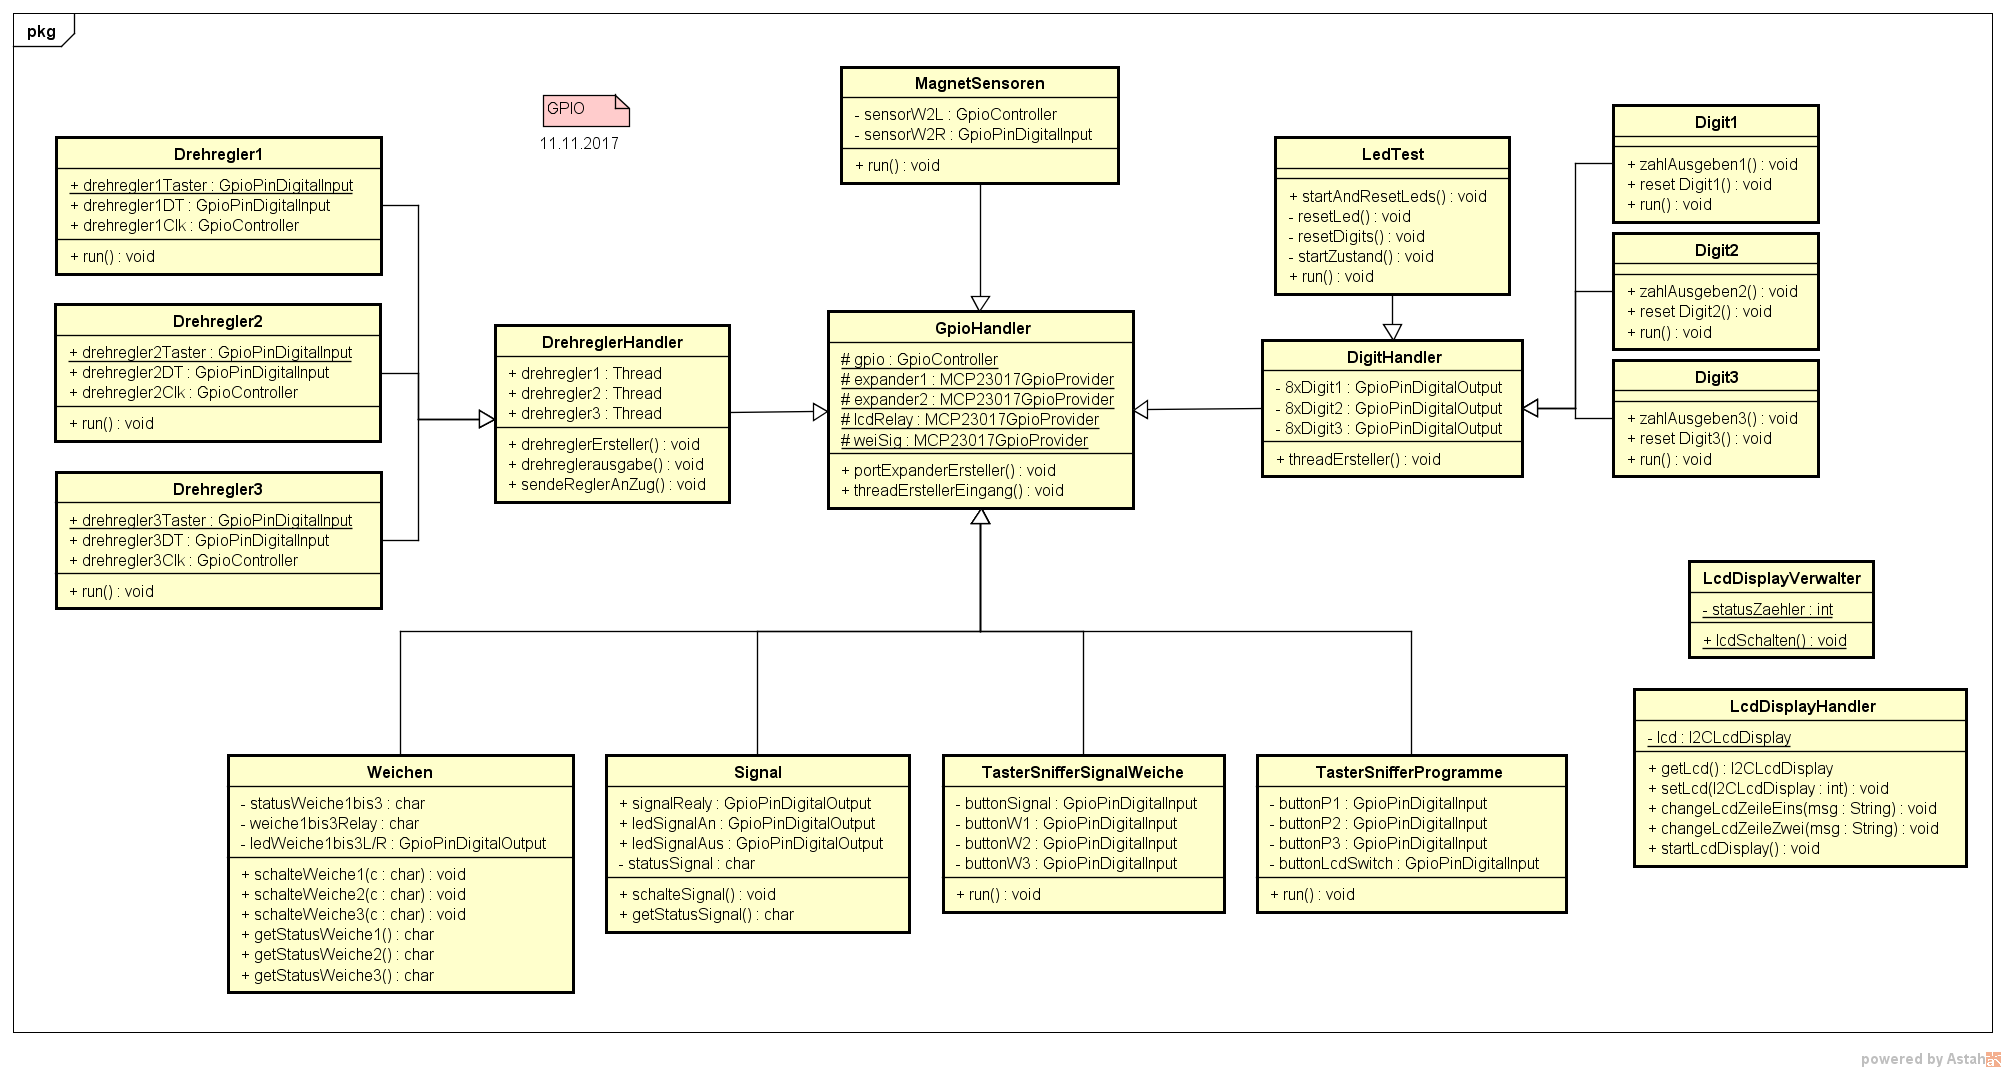 pkg
GPIO
11.11.2017
MagnetSensoren
- sensorW2L : GpioController
- sensorW2R : GpioPinDigitalInput
+ run() : void
Drehregler1
+ drehregler1Taster : GpioPinDigitalInput
+ drehregler1DT : GpioPinDigitalInput
+ drehregler1Clk : GpioController
+ run() : void
Drehregler2
+ drehregler2Taster : GpioPinDigitalInput
+ drehregler2DT : GpioPinDigitalInput
+ drehregler2Clk : GpioController
+ run() : void
Drehregler3
+ drehregler3Taster : GpioPinDigitalInput
+ drehregler3DT : GpioPinDigitalInput
+ drehregler3Clk : GpioController
+ run() : void
DrehreglerHandler
+ drehregler1 : Thread
+ drehregler2 : Thread
+ drehregler3 : Thread
+ drehreglerErsteller() : void
+ drehreglerausgabe() : void
+ sendeReglerAnZug() : void
GpioHandler
# gpio : GpioController
# expander1 : MCP23017GpioProvider
# expander2 : MCP23017GpioProvider
# lcdRelay : MCP23017GpioProvider
# weiSig : MCP23017GpioProvider
+ portExpanderErsteller() : void
+ threadErstellerEingang() : void
LedTest
+ startAndResetLeds() : void
- resetLed() : void
- resetDigits() : void
- startZustand() : void
+ run() : void
DigitHandler
- 8xDigit1 : GpioPinDigitalOutput
- 8xDigit2 : GpioPinDigitalOutput
- 8xDigit3 : GpioPinDigitalOutput
+ threadErsteller() : void
Digit1
+ zahlAusgeben1() : void
+ reset Digit1() : void
+ run() : void
Digit2
+ zahlAusgeben2() : void
+ reset Digit2() : void
+ run() : void
Digit3
+ zahlAusgeben3() : void
+ reset Digit3() : void
+ run() : void
LcdDisplayVerwalter
- statusZaehler : int
+ lcdSchalten() : void
LcdDisplayHandler
- lcd : I2CLcdDisplay
+ getLcd() : I2CLcdDisplay
+ setLcd(I2CLcdDisplay : int) : void
+ changeLcdZeileEins(msg : String) : void
+ changeLcdZeileZwei(msg : String) : void
+ startLcdDisplay() : void
Weichen
- statusWeiche1bis3 : char
- weiche1bis3Relay : char
- ledWeiche1bis3L/R : GpioPinDigitalOutput
+ schalteWeiche1(c : char) : void
+ schalteWeiche2(c : char) : void
+ schalteWeiche3(c : char) : void
+ getStatusWeiche1() : char
+ getStatusWeiche2() : char
+ getStatusWeiche3() : char
Signal
+ signalRealy : GpioPinDigitalOutput
+ ledSignalAn : GpioPinDigitalOutput
+ ledSignalAus : GpioPinDigitalOutput
- statusSignal : char
+ schalteSignal() : void
+ getStatusSignal() : char
TasterSnifferSignalWeiche
- buttonSignal : GpioPinDigitalInput
- buttonW1 : GpioPinDigitalInput
- buttonW2 : GpioPinDigitalInput
- buttonW3 : GpioPinDigitalInput
+ run() : void
TasterSnifferProgramme
- buttonP1 : GpioPinDigitalInput
- buttonP2 : GpioPinDigitalInput
- buttonP3 : GpioPinDigitalInput
- buttonLcdSwitch : GpioPinDigitalInput
+ run() : void
powered by Astah